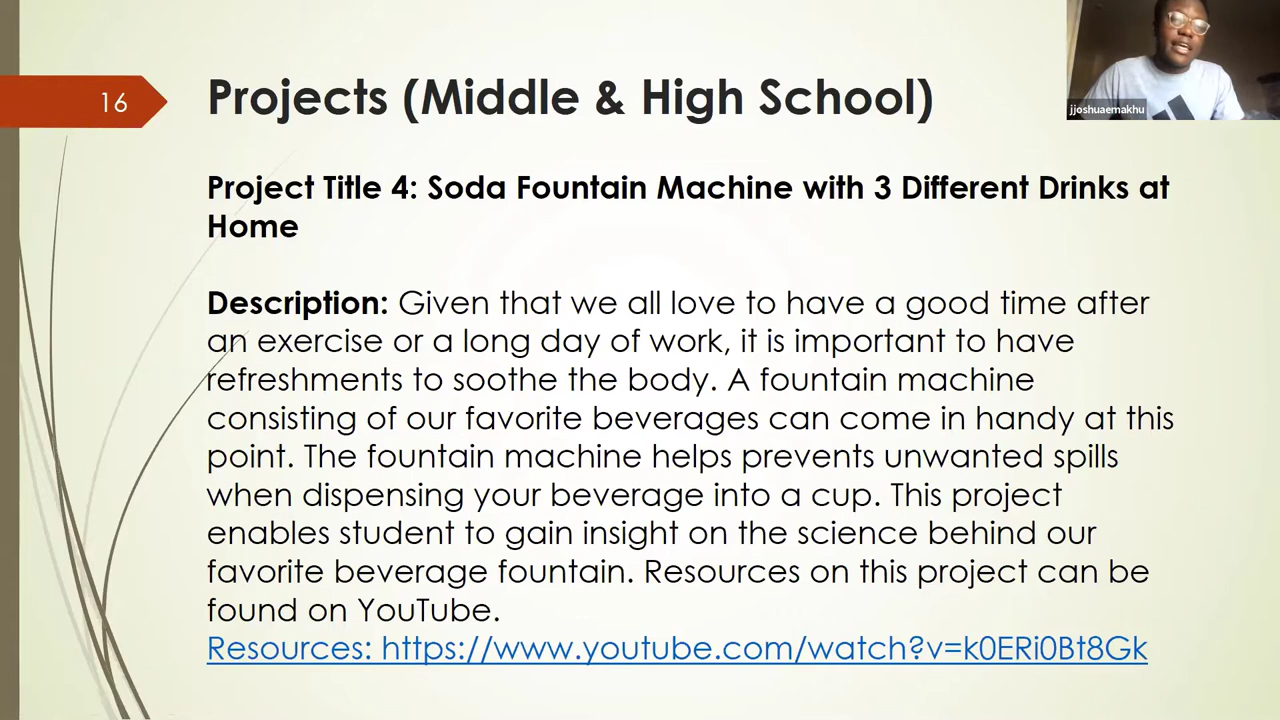 16
Projects (Middle & High School)
jjoshuaemakhu
Project Title 4: Soda Fountain Machine with 3 Different Drinks at
Home
Description: Given that we all love to have a good time after
an exercise or a long day of work, it is important to have
refreshments to soothe the body. A fountain machine
consisting of our favorite beverages can come in handy at this
point. The fountain machine helps prevents unwanted spills
when dispensing your beverage into a cup. This project
enables student to gain insight on the science behind our
favorite beverage fountain. Resources on this project can be
found on YouTube.
Resources: https://www.youtube.com/watch?v=k0ERi0Bt8Gk